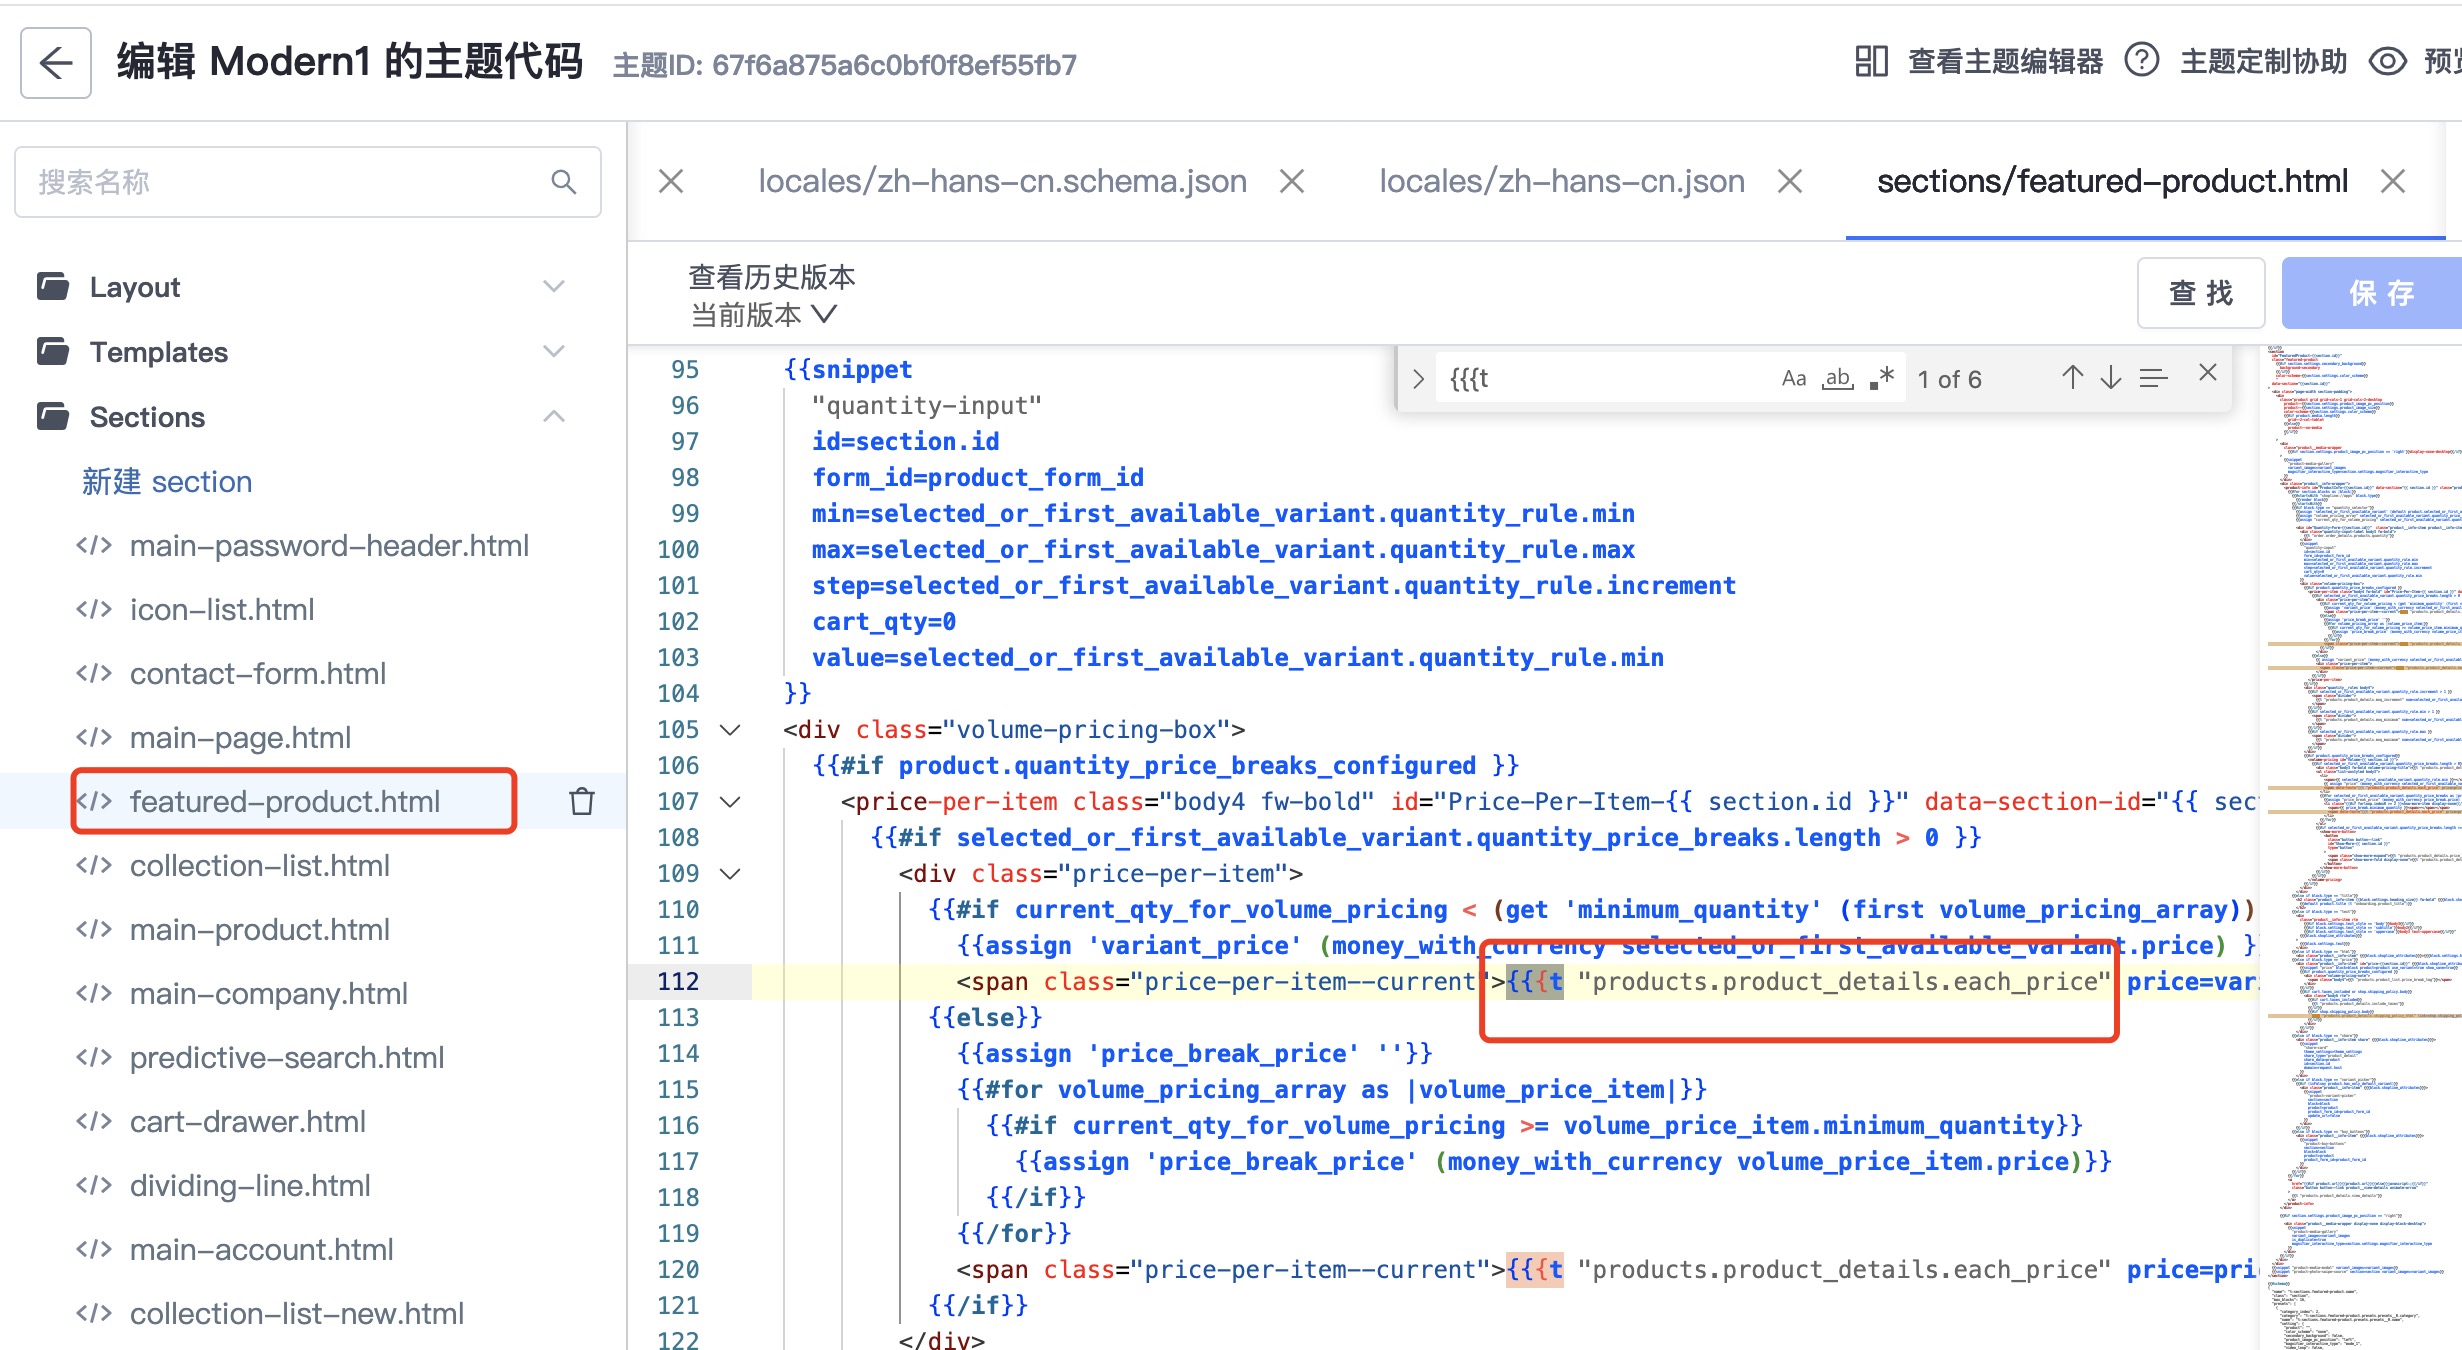 编辑 Modern1 的主题代码 主题ID: 67f6a875a6c0bf0f8ef55fb7
查看主题编辑器 主题定制协助
搜索名称
Layout
Templates
Sections
新建 section
main-password-header.html
icon-list.html
contact-form.html
main-page.html
featured-product.html
collection-list.html
main-product.html
main-company.html
predictive-search.html
cart-drawer.html
dividing-line.html
main-account.html
collection-list-new.html
locales/zh-hans-cn.schema.json
locales/zh-hans-cn.json
sections/featured-product.html
查看历史版本
当前版本
查 找
保 存
{{{t
Aa ab .* 1 of 6
95 {{snippet
96 "quantity-input"
97 id=section.id
98 form_id=product_form_id
99 min=selected_or_first_available_variant.quantity_rule.min
100 max=selected_or_first_available_variant.quantity_rule.max
101 step=selected_or_first_available_variant.quantity_rule.increment
102 cart_qty=0
103 value=selected_or_first_available_variant.quantity_rule.min
104 }}
105 <div class="volume-pricing-box">
106 {{#if product.quantity_price_breaks_configured }}
107 <price-per-item class="body4 fw-bold" id="Price-Per-Item-{{ section.id }}" data-section-id="{{ sec
108 {{#if selected_or_first_available_variant.quantity_price_breaks.length > 0 }}
109 <div class="price-per-item">
110 {{#if current_qty_for_volume_pricing < (get 'minimum_quantity' (first volume_pricing_array))
111 {{assign 'variant_price' (money_with_currency selected_or_first_available_variant.price) }
112 <span class="price-per-item--current">{{{t "products.product_details.each_price" price=var
113 {{else}}
114 {{assign 'price_break_price' ''}}
115 {{#for volume_pricing_array as |volume_price_item|}}
116 {{#if current_qty_for_volume_pricing >= volume_price_item.minimum_quantity}}
117 {{assign 'price_break_price' (money_with_currency volume_price_item.price)}}
118 {{/if}}
119 {{/for}}
120 <span class="price-per-item--current">{{{t "products.product_details.each_price" price=pri
121 {{/if}}
122 </div>